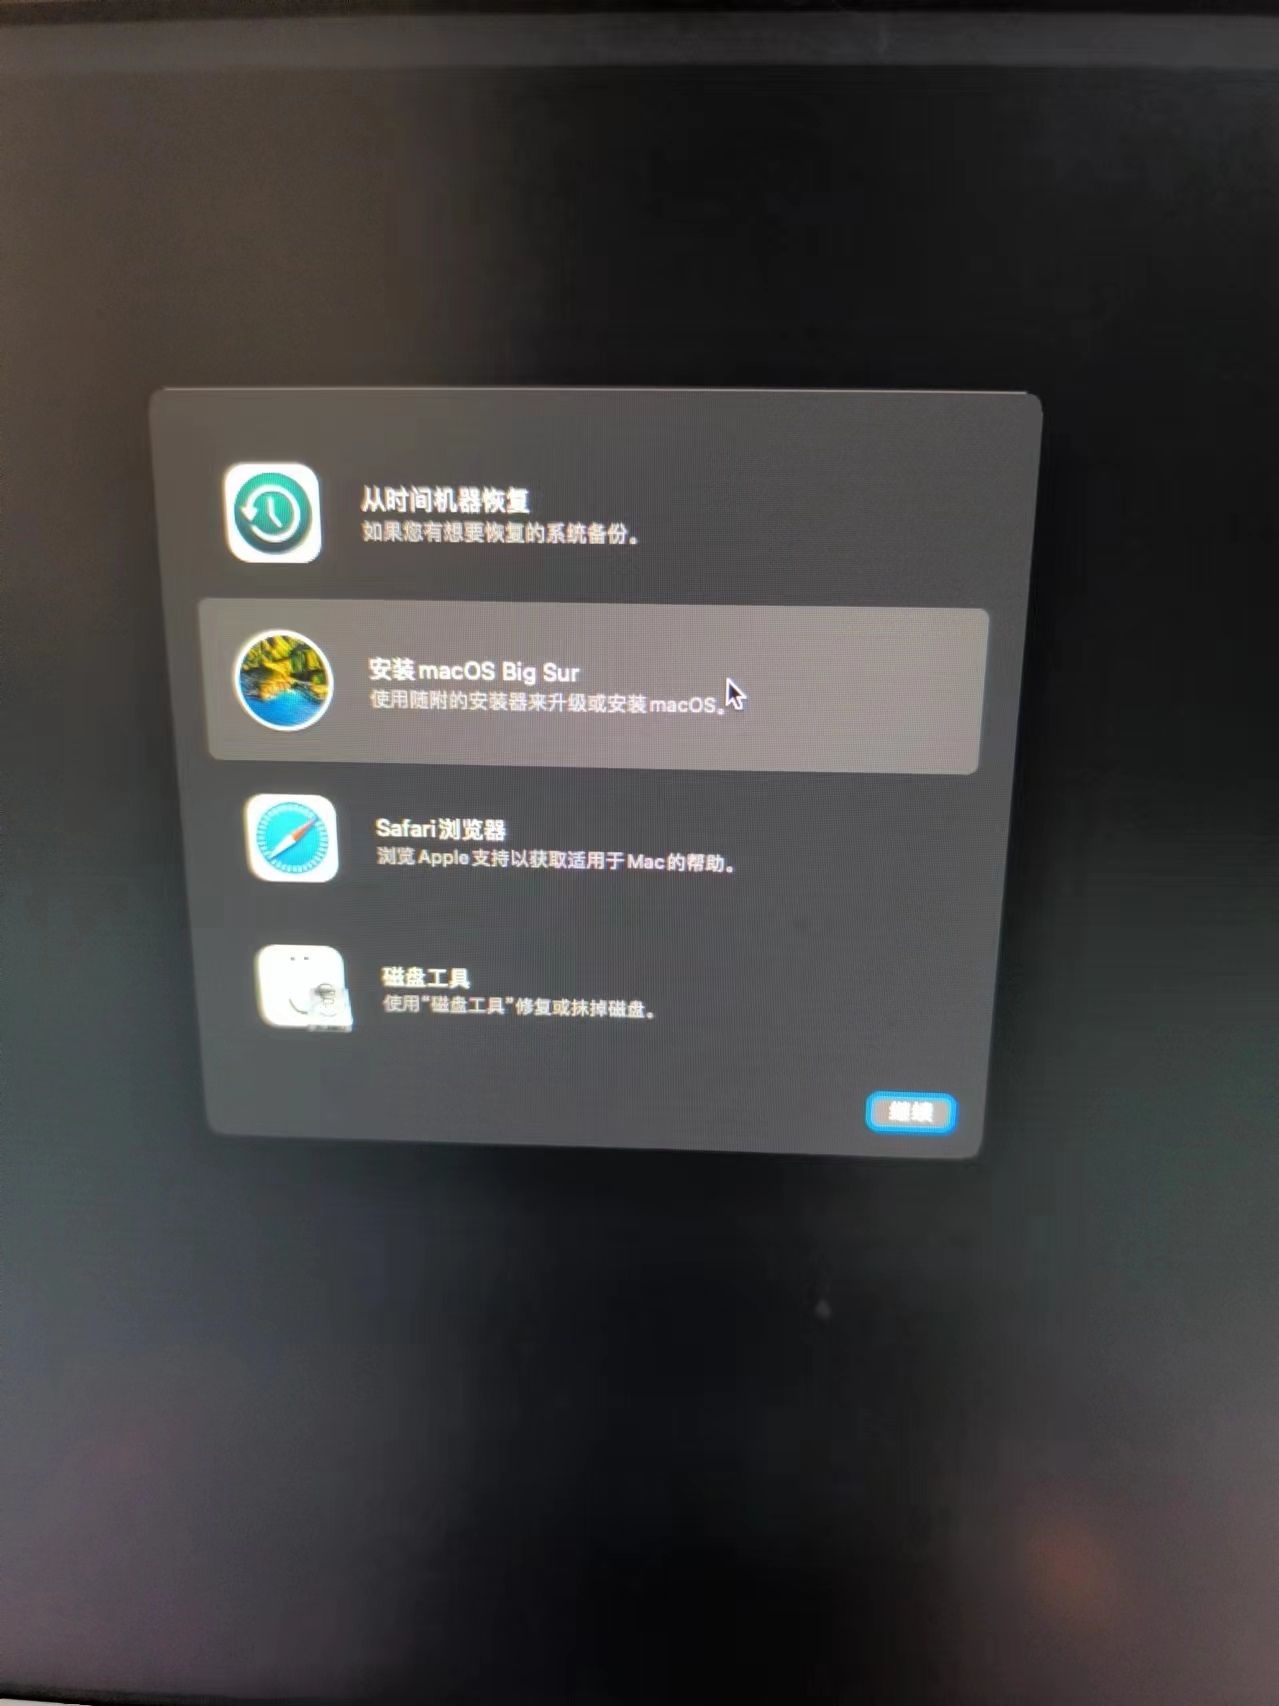 从时间机器恢复
如果您有想要恢复的系统备份。
安装macOS Big Sur
使用随附的安装器来升级或安装macOS。
Safari浏览器
浏览Apple支持以获取适用于Mac的帮助。
磁盘工具
使用“磁盘工具”修复或抹掉磁盘。
继续